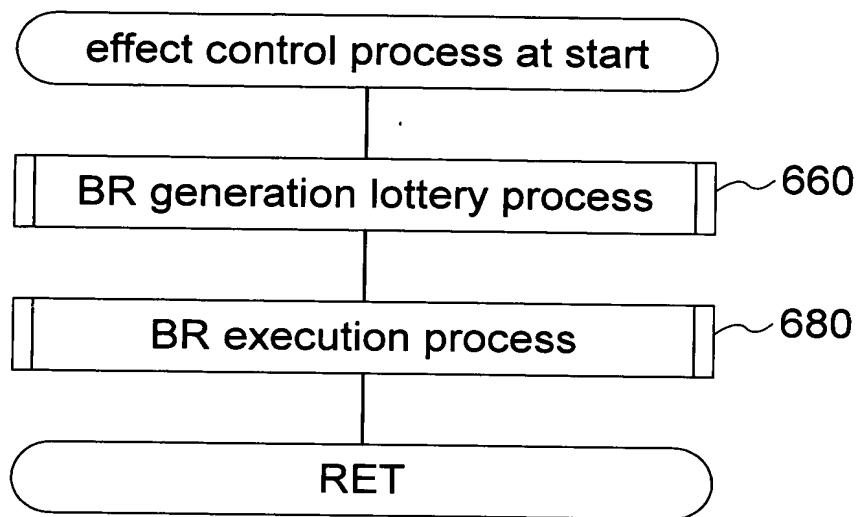 effect control process at start
BR generation lottery process
660
BR execution process
680
RET